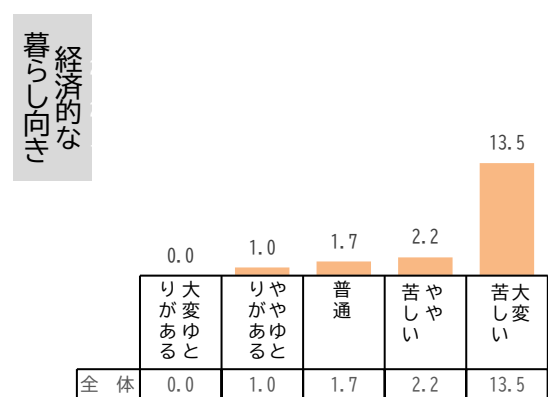 経済的な
暮らし向き
13.5
2.2
1.7
1.0
0.0
大変ゆと
りがある
ややゆと
りがある
普通
やや
苦しい
大変
苦しい
全 体 0.0 1.0 1.7 2.2 13.5